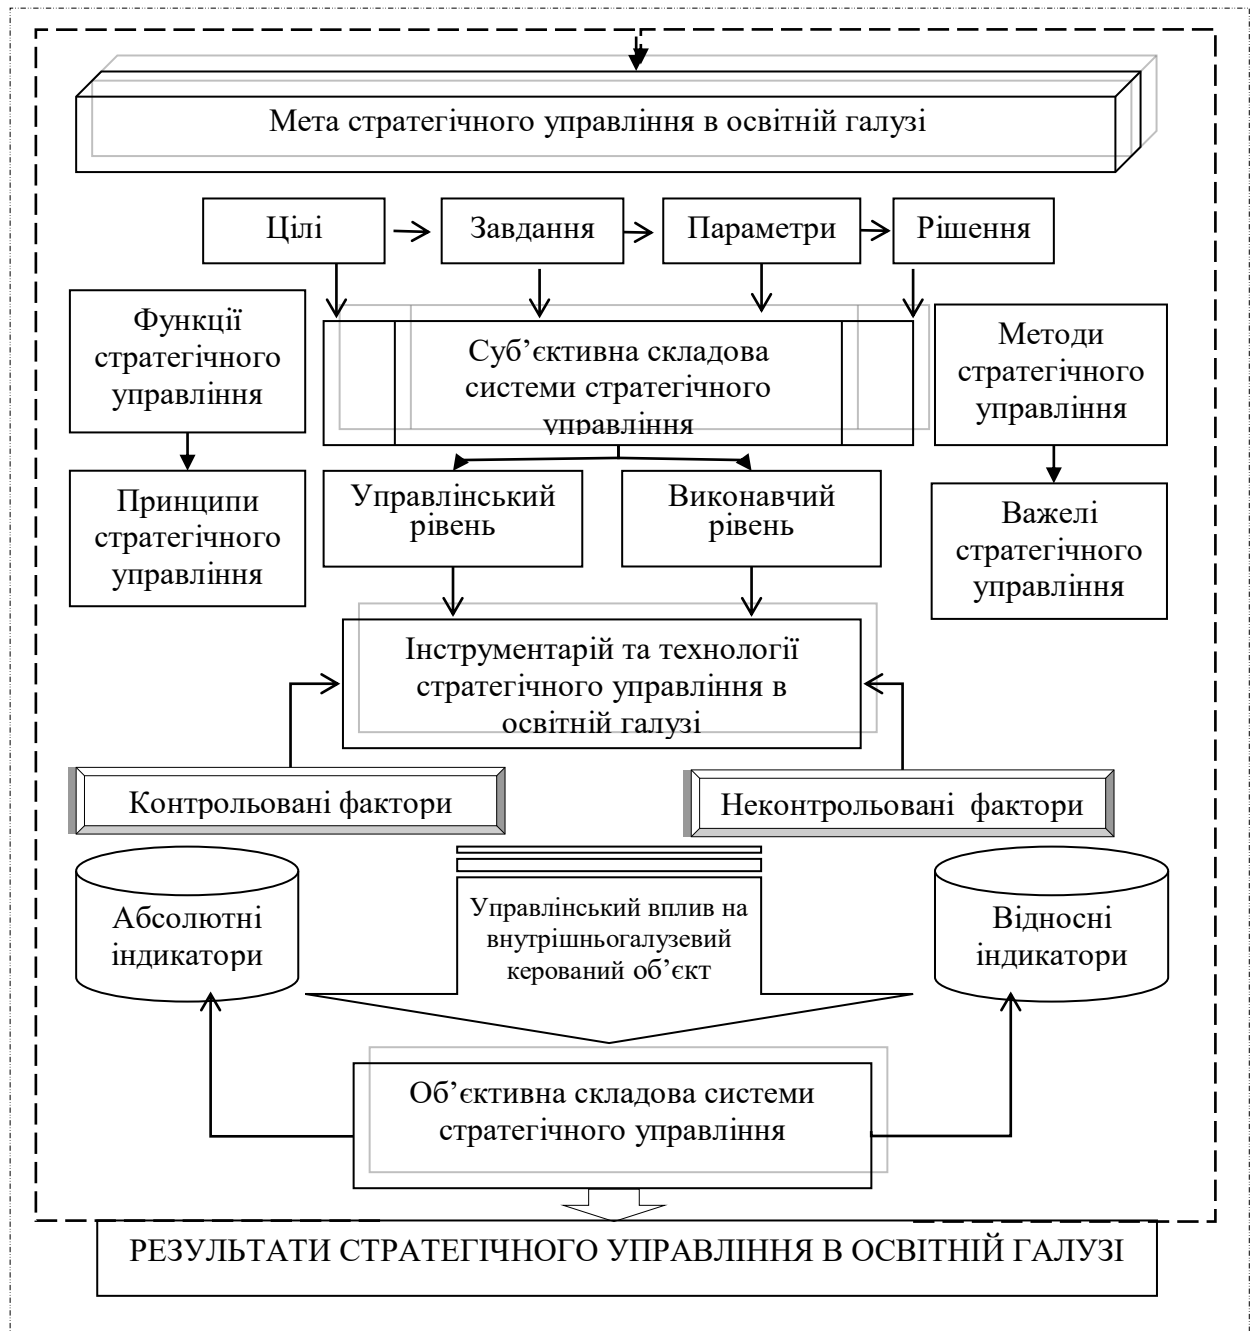 Мета стратегічного управління в освітній галузі
Цілі
Завдання
Параметри
Рішення
Функції
стратегічного
управління
Суб’єктивна складова
системи стратегічного
управління
Методи
стратегічного
управління
Принципи
стратегічного
управління
Управлінський
рівень
Виконавчий
рівень
Важелі
стратегічного
управління
Інструментарій та технології
стратегічного управління в
освітній галузі
Контрольовані фактори
Неконтрольовані  фактори
Абсолютні
індикатори
Управлінський вплив на
внутрішньогалузевий
керований об’єкт
Відносні
індикатори
Об’єктивна складова системи
стратегічного управління
РЕЗУЛЬТАТИ СТРАТЕГІЧНОГО УПРАВЛІННЯ В ОСВІТНІЙ ГАЛУЗІ